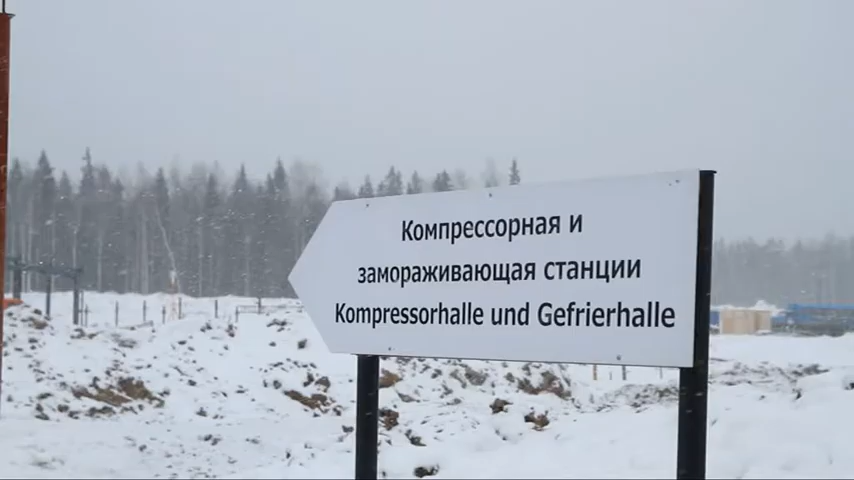 Компрессорная и
замораживающая станции
Kompressorhalle und Gefrierhalle